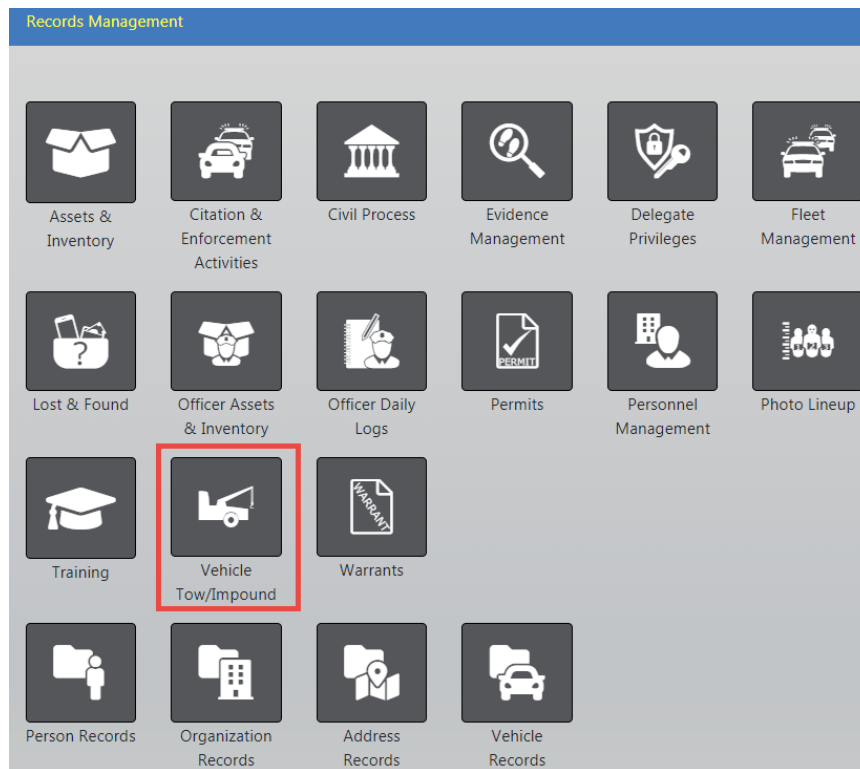 Records Management
Assets &
Inventory
Citation &
Enforcement
Activities
Civil Process
Evidence
Management
Delegate
Privileges
Fleet
Management
?
PERMIT
Lost & Found
Officer Assets
& Inventory
Officer Daily
Logs
Permits
Personnel
Management
Photo Lineup
WARRANT
Training
Vehicle
Tow/Impound
Warrants
Person Records
Organization
Records
Address
Records
Vehicle
Records